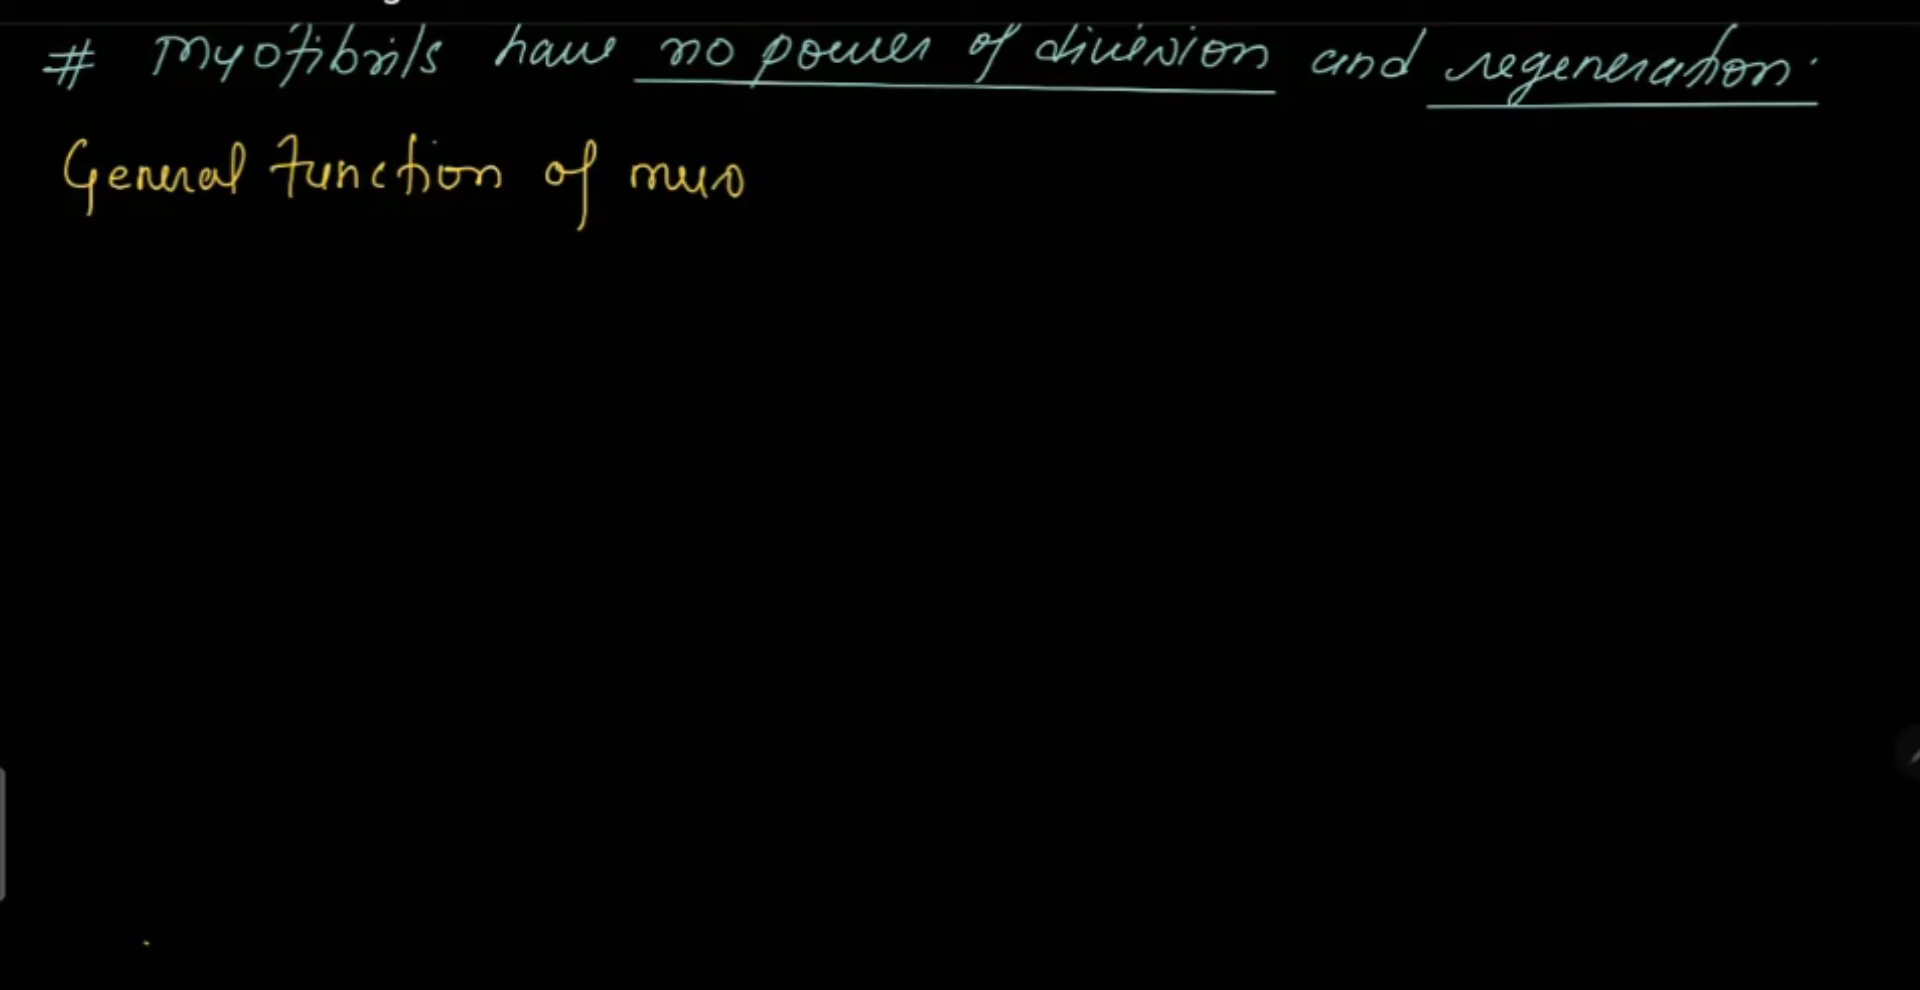 # Myofibrils have no power of division and regeneration.
General function of mus